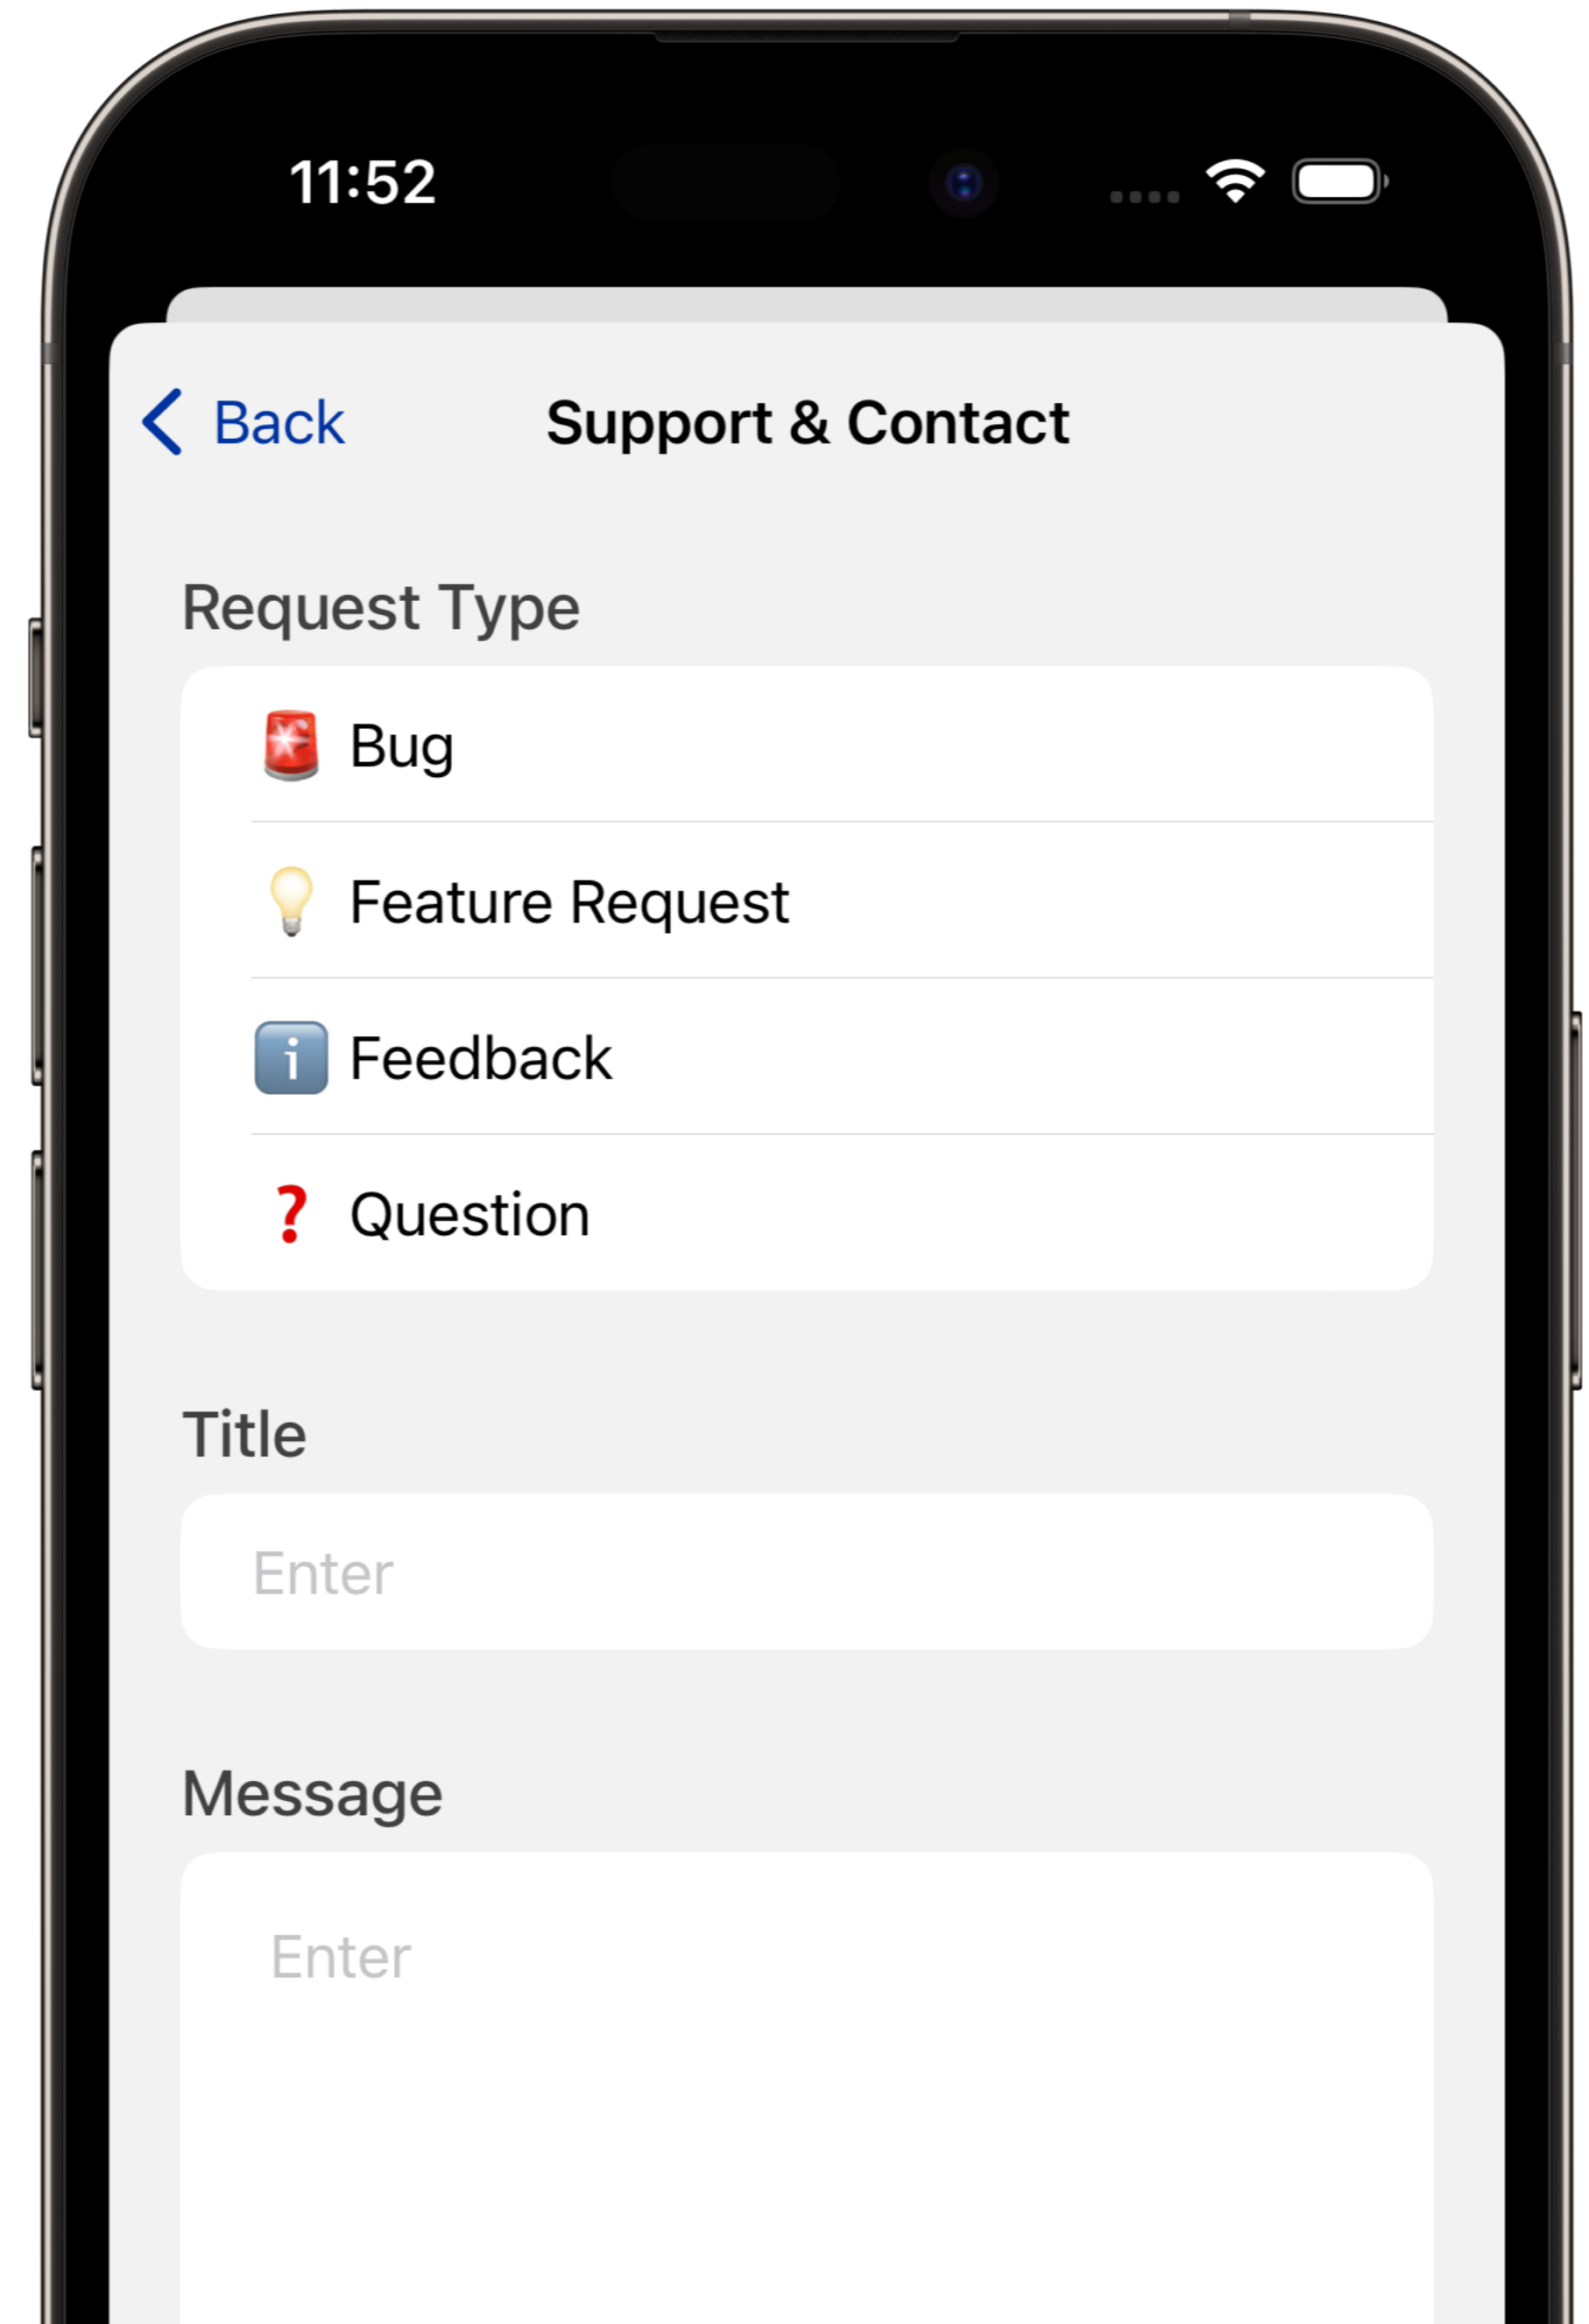 11:52
Back
Support & Contact
Request Type
🚨 Bug
💡 Feature Request
ℹ️ Feedback
❓ Question
Title
Enter
Message
Enter